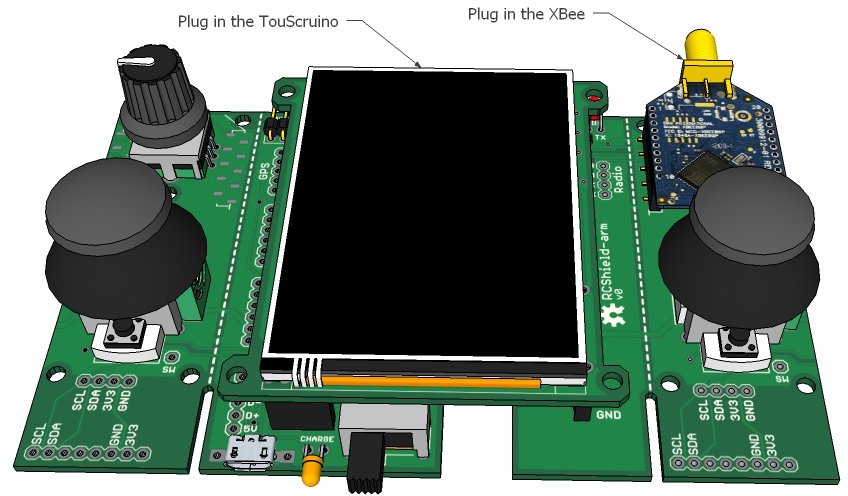 Plug in the TouScruino
Plug in the XBee
GPS
TX
Radio
RCShield-arm
v0
SW
SW
SCL
SDA
3V3
GND
SCL
SDA
GND
3V3
D+
5V
CHARGE
GND
SCL
SDA
3V3
GND
SCL
SDA
GND
3V3